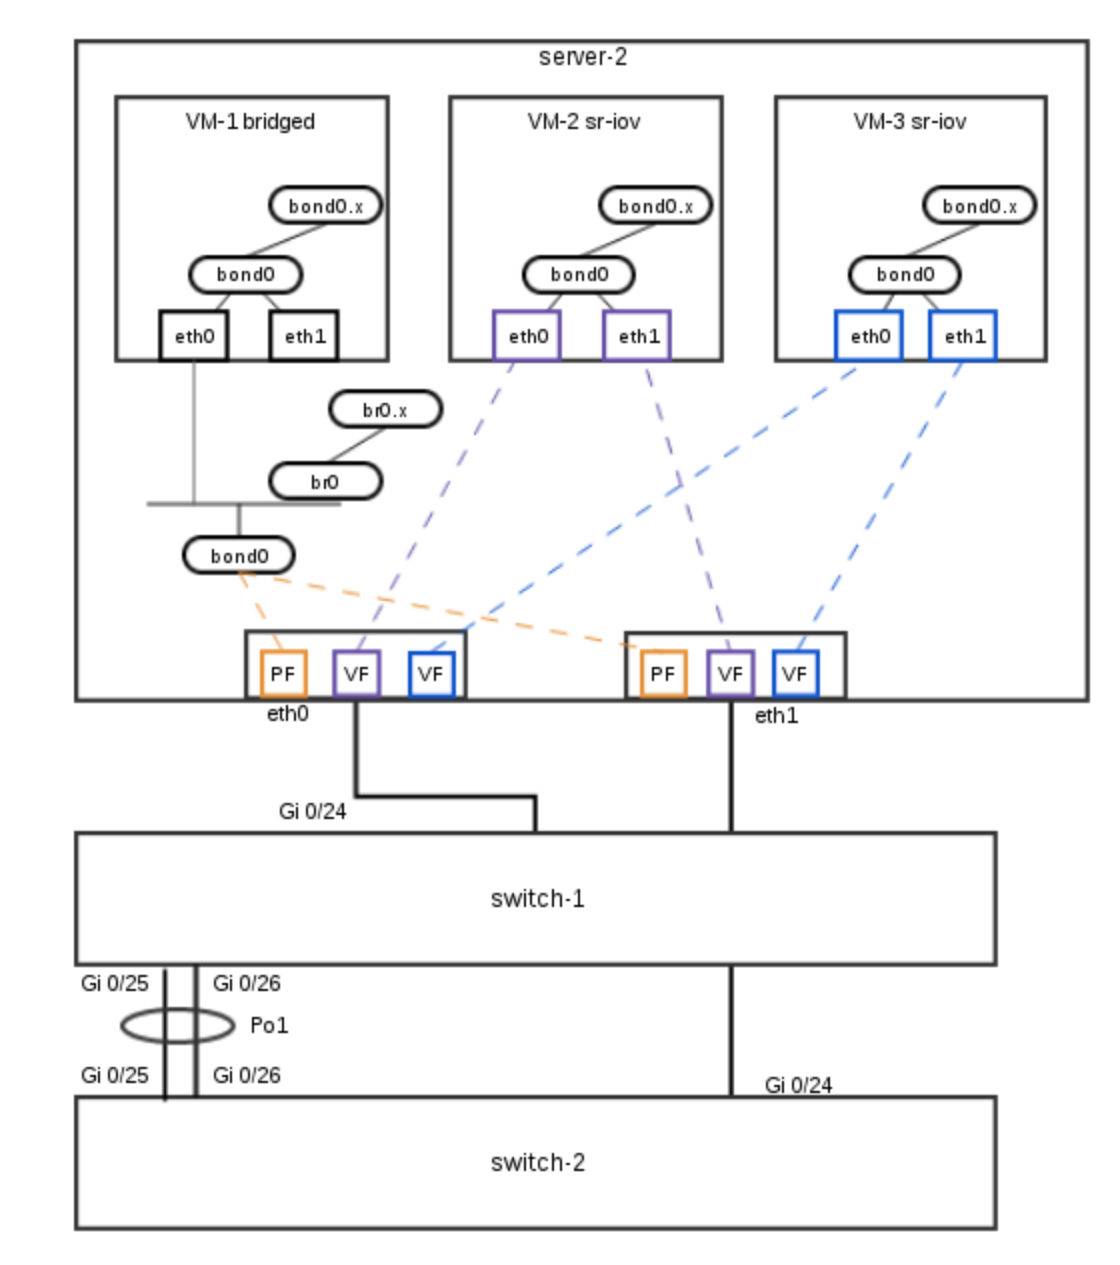 server-2
VM-1 bridged
VM-2 sr-iov
VM-3 sr-iov
bond0.x
bond0.x
bond0.x
bond0
bond0
bond0
eth0
eth1
eth0
eth1
eth0
eth1
br0.x
br0
bond0
PF
VF
VF
PF
VF
VF
eth0
eth1
Gi 0/24
switch-1
Gi 0/25
Gi 0/26
Po1
Gi 0/25
Gi 0/26
Gi 0/24
switch-2